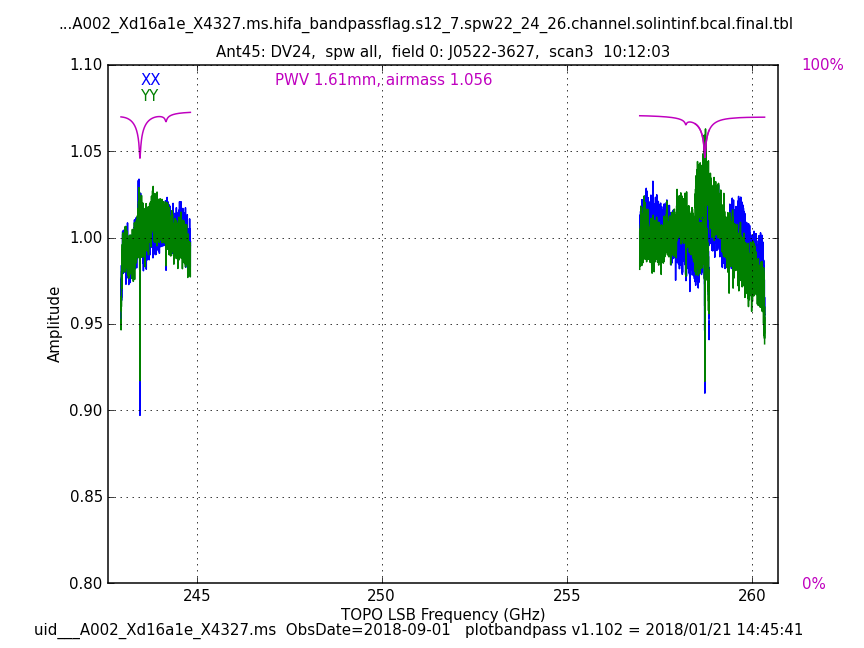 ...A002_Xd16a1e_X4327.ms.hifa_bandpassflag.s12_7.spw22_24_26.channel.solintinf.bcal.final.tbl
Ant45: DV24, spw all, field 0: J0522-3627, scan3 10:12:03
1.10
100%
XX
PWV 1.61mm, airmass 1.056
YY
1.05
1.00
Amplitude
0.95
0.90
0.85
0.80
0%
245
250
255
260
TOPO LSB Frequency (GHz)
uid___A002_Xd16a1e_X4327.ms ObsDate=2018-09-01 plotbandpass v1.102 = 2018/01/21 14:45:41